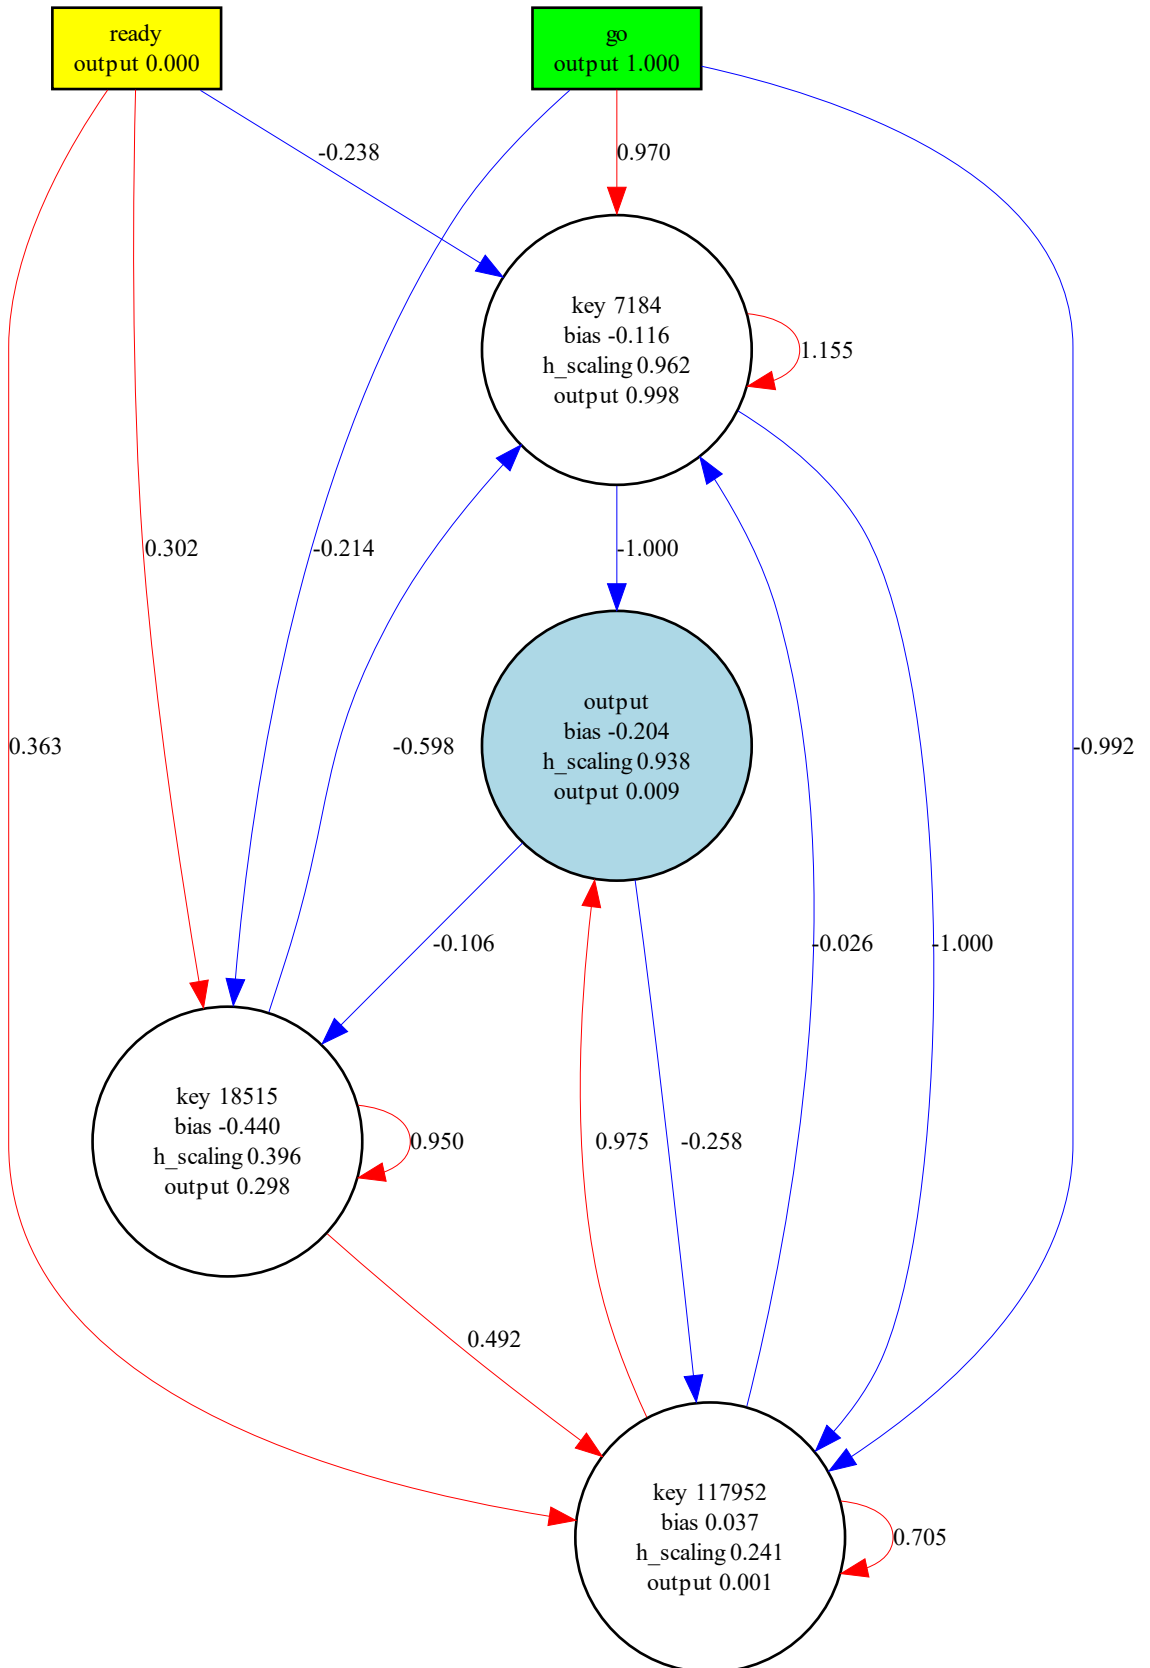 ready
output 0.000
go
output 1.000
-0.238
0.970
key 7184
bias -0.116
h_scaling 0.962
output 0.998
1.155
0.302
-0.214
-1.000
output
bias -0.204
h_scaling 0.938
output 0.009
0.363
-0.598
-0.992
-0.106
-0.026
-1.000
key 18515
bias -0.440
h_scaling 0.396
output 0.298
0.950
0.975
-0.258
0.492
key 117952
bias 0.037
h_scaling 0.241
output 0.001
0.705